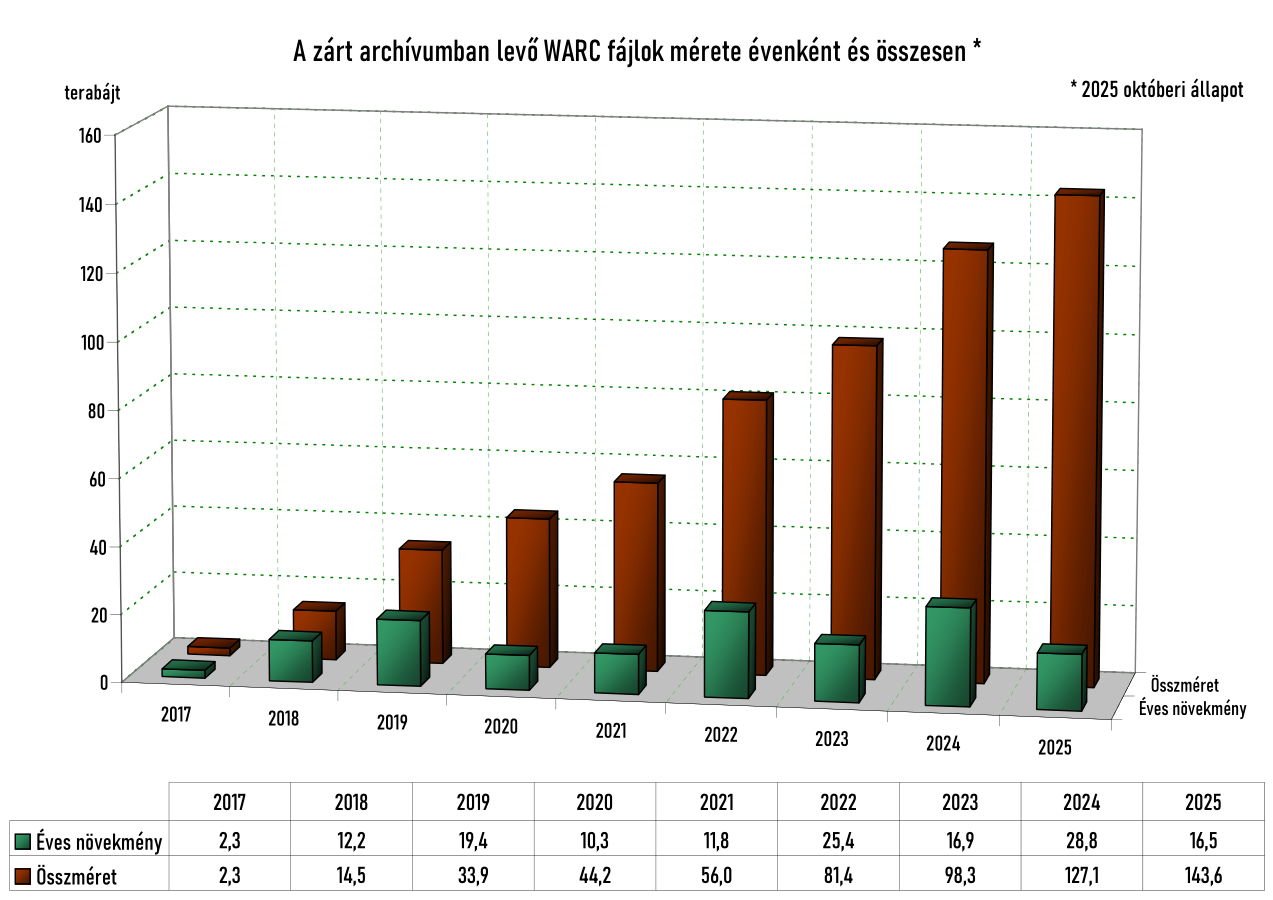 A zárt archívumban levő WARC fájlok mérete évenként és összesen *
* 2025 októberi állapot
terabájt
160
140
120
100
80
60
40
20
0
2017
2018
2019
2020
2021
2022
2023
2024
2025
Összméret
Éves növekmény
2017 2018 2019 2020 2021 2022 2023 2024 2025
Éves növekmény 2,3 12,2 19,4 10,3 11,8 25,4 16,9 28,8 16,5
Összméret 2,3 14,5 33,9 44,2 56,0 81,4 98,3 127,1 143,6